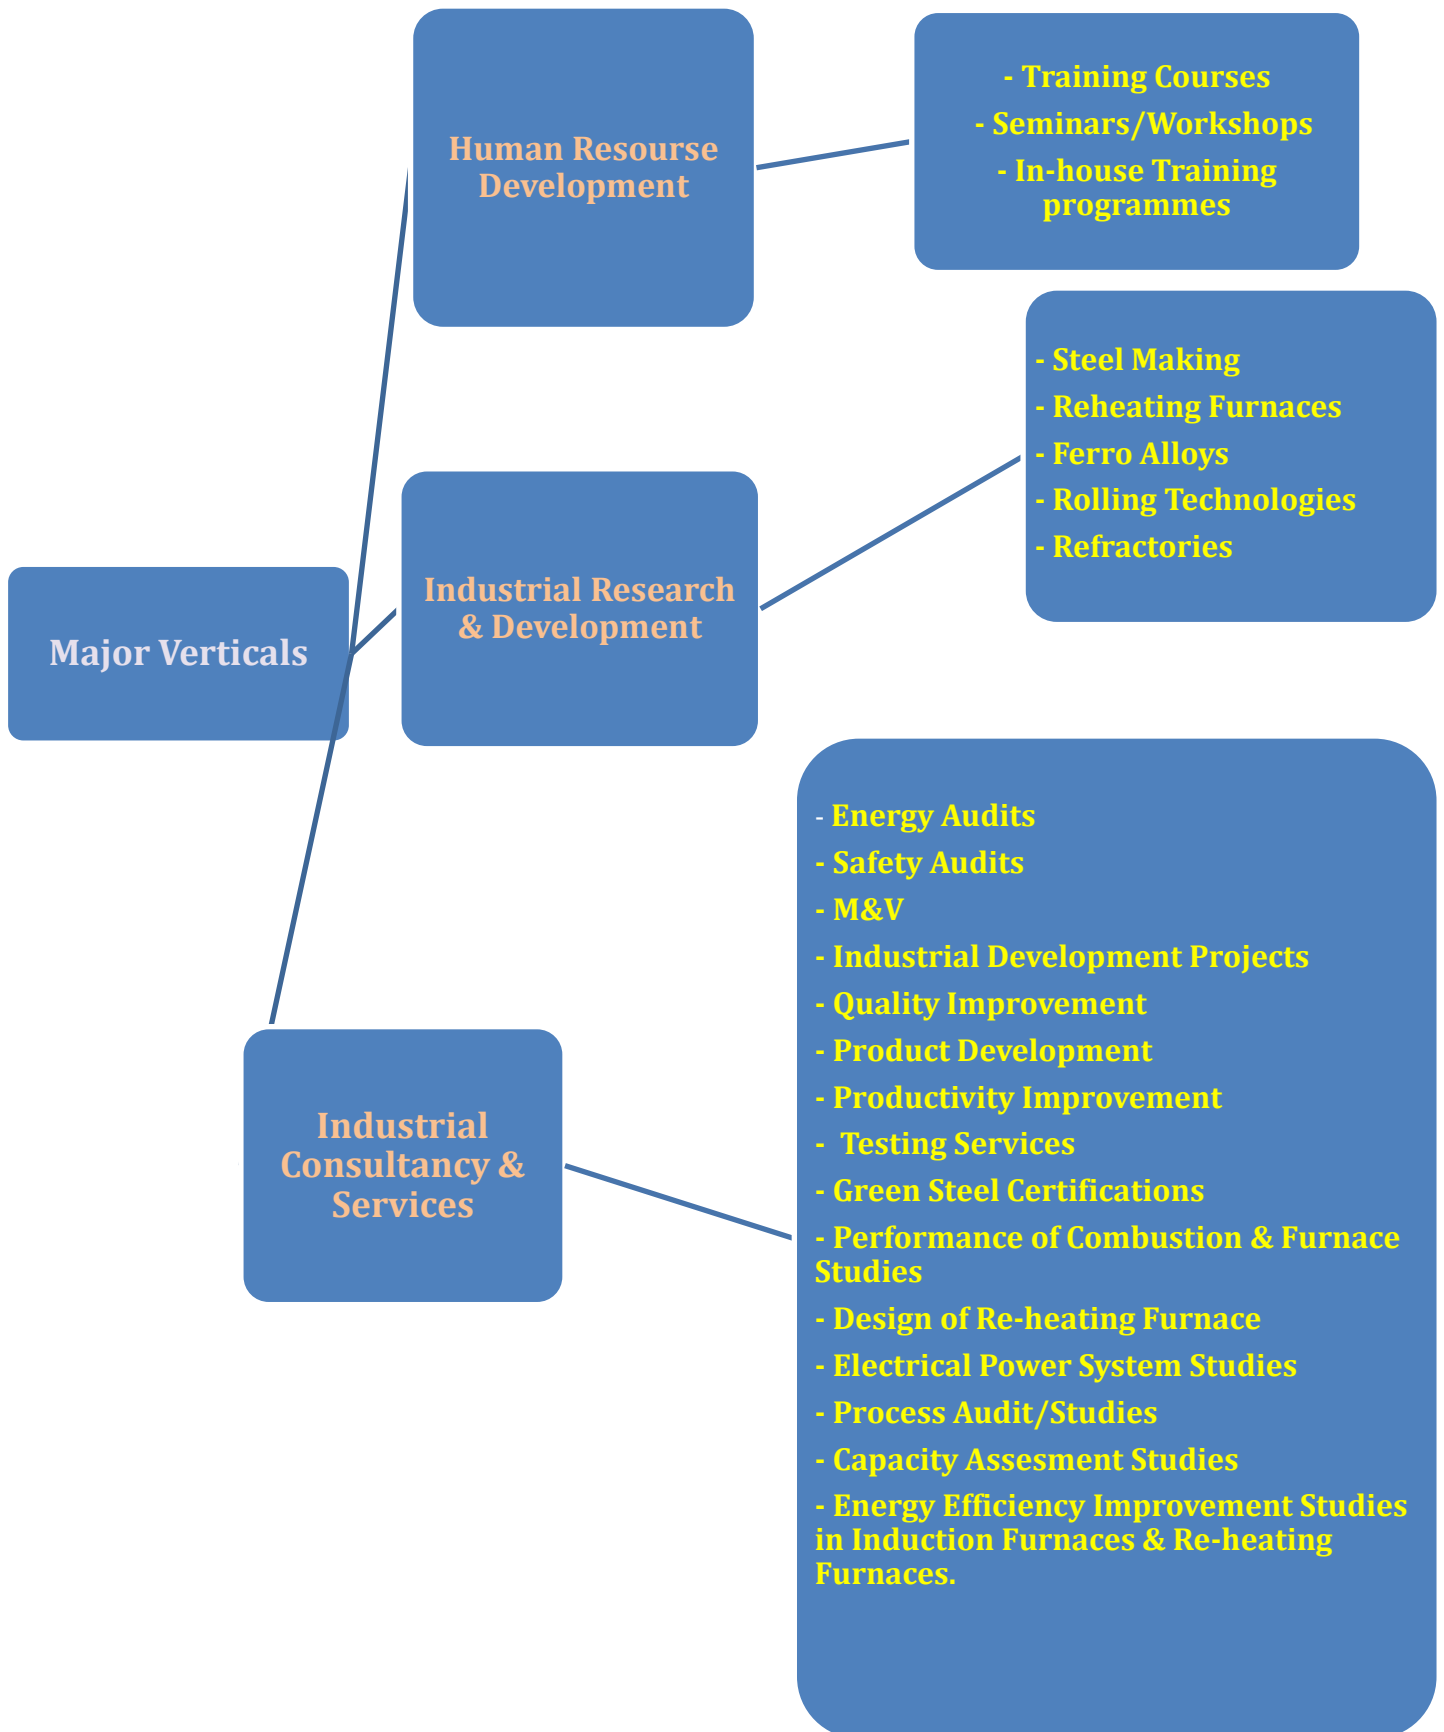 Human Resourse
Development
- Training Courses
- Seminars/Workshops
- In-house Training
programmes
Major Verticals
Industrial Research
& Development
- Steel Making
- Reheating Furnaces
- Ferro Alloys
- Rolling Technologies
- Refractories
Industrial
Consultancy &
Services
- Energy Audits
- Safety Audits
- M&V
- Industrial Development Projects
- Quality Improvement
- Product Development
- Productivity Improvement
- Testing Services
- Green Steel Certifications
- Performance of Combustion & Furnace
Studies
- Design of Re-heating Furnace
- Electrical Power System Studies
- Process Audit/Studies
- Capacity Assesment Studies
- Energy Efficiency Improvement Studies
in Induction Furnaces & Re-heating
Furnaces.